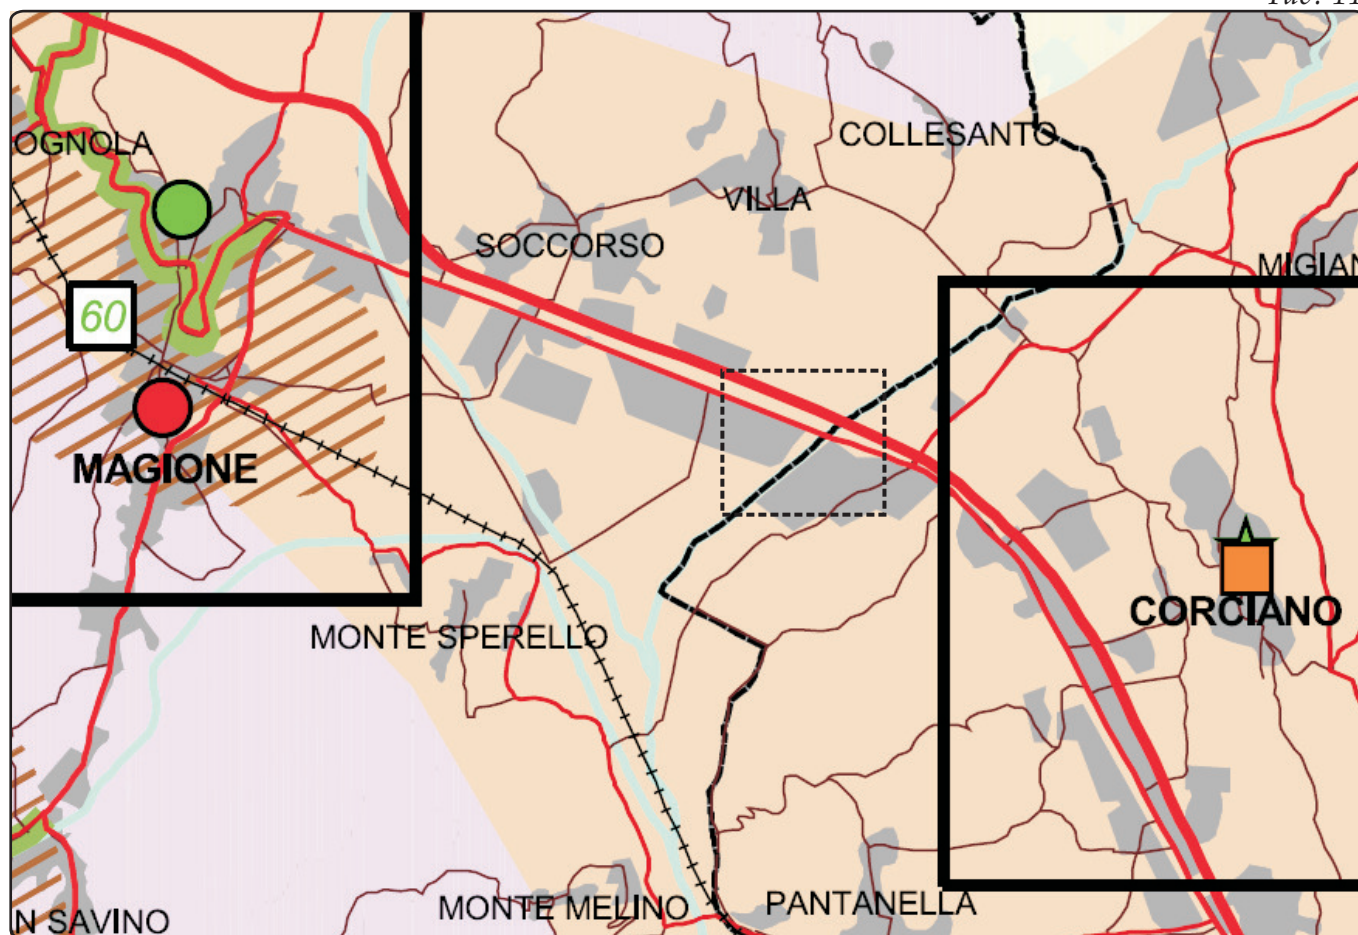 OGNOLA
COLLESANTO
VILLA
SOCCORSO
MIGIAN
60
MAGIONE
CORCIANO
MONTE SPERELLO
MONTE MELINO
PANTANELLA
N SAVINO